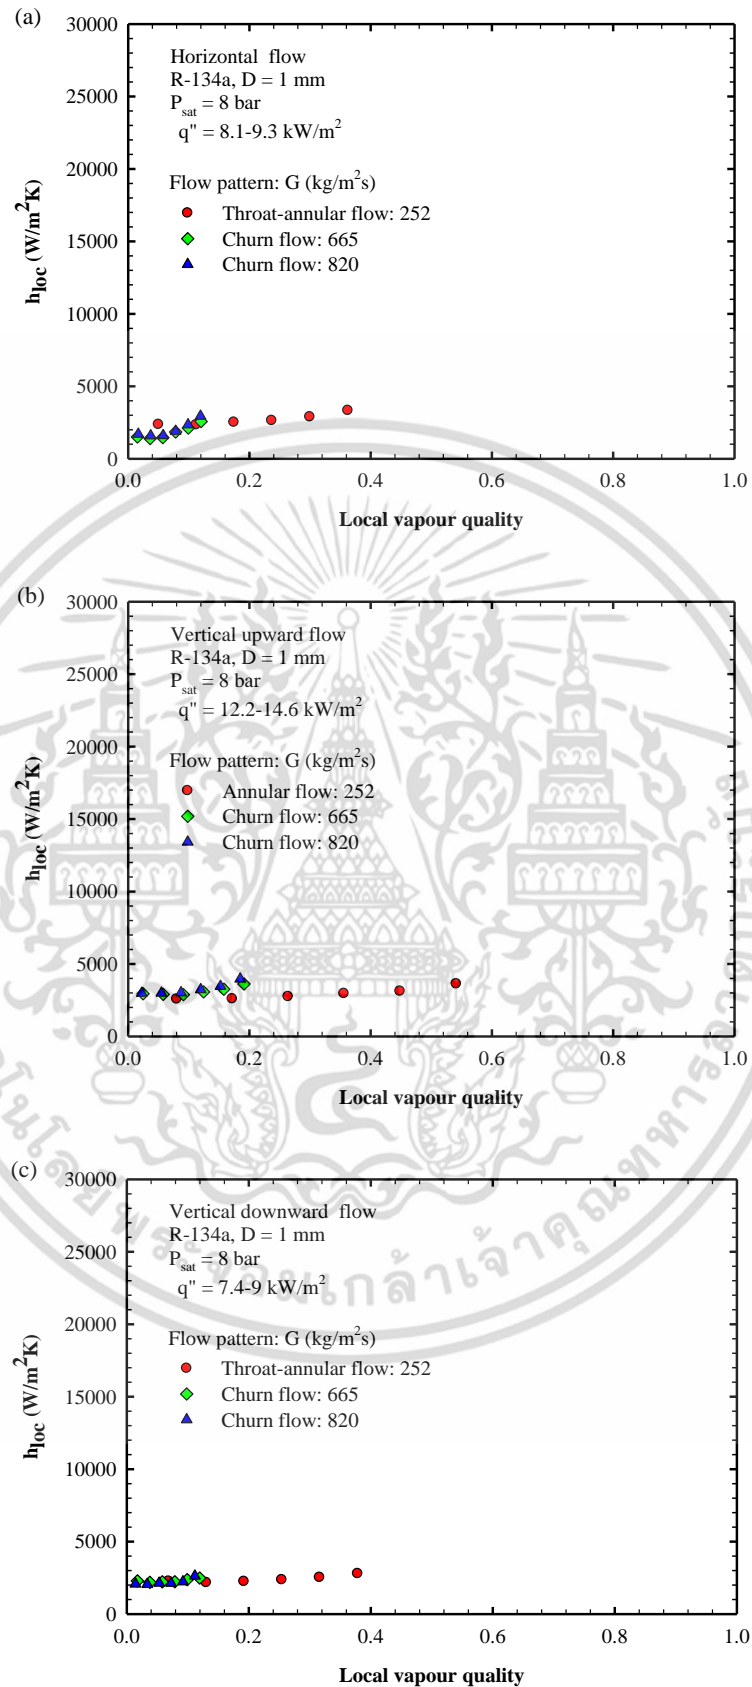 (a)
30000
25000
20000
15000
10000
5000
0
h_loc (W/m²K)
Horizontal flow
R-134a, D = 1 mm
P_sat = 8 bar
q" = 8.1-9.3 kW/m²
Flow pattern: G (kg/m²s)
Throat-annular flow: 252
Churn flow: 665
Churn flow: 820
0.0 0.2 0.4 0.6 0.8 1.0
Local vapour quality
(b)
30000
25000
20000
15000
10000
5000
0
h_loc (W/m²K)
Vertical upward flow
R-134a, D = 1 mm
P_sat = 8 bar
q" = 12.2-14.6 kW/m²
Flow pattern: G (kg/m²s)
Annular flow: 252
Churn flow: 665
Churn flow: 820
0.0 0.2 0.4 0.6 0.8 1.0
Local vapour quality
(c)
30000
25000
20000
15000
10000
5000
0
h_loc (W/m²K)
Vertical downward flow
R-134a, D = 1 mm
P_sat = 8 bar
q" = 7.4-9 kW/m²
Flow pattern: G (kg/m²s)
Throat-annular flow: 252
Churn flow: 665
Churn flow: 820
0.0 0.2 0.4 0.6 0.8 1.0
Local vapour quality